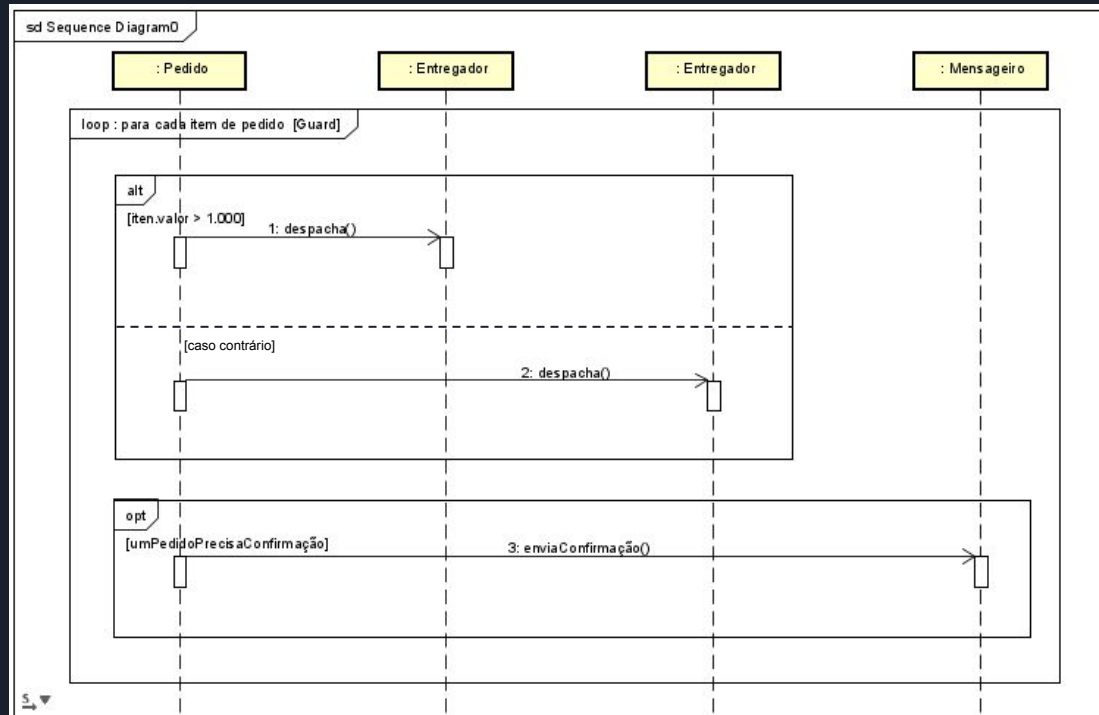 sd Sequence Diagram0
: Pedido
: Entregador
: Entregador
: Mensageiro
loop : para cada item de pedido [Guard]
alt
[iten.valor > 1.000]
1: despacha()
[caso contrário]
2: despacha()
opt
[umPedidoPrecisaConfirmação]
3: enviaConfirmação()
S